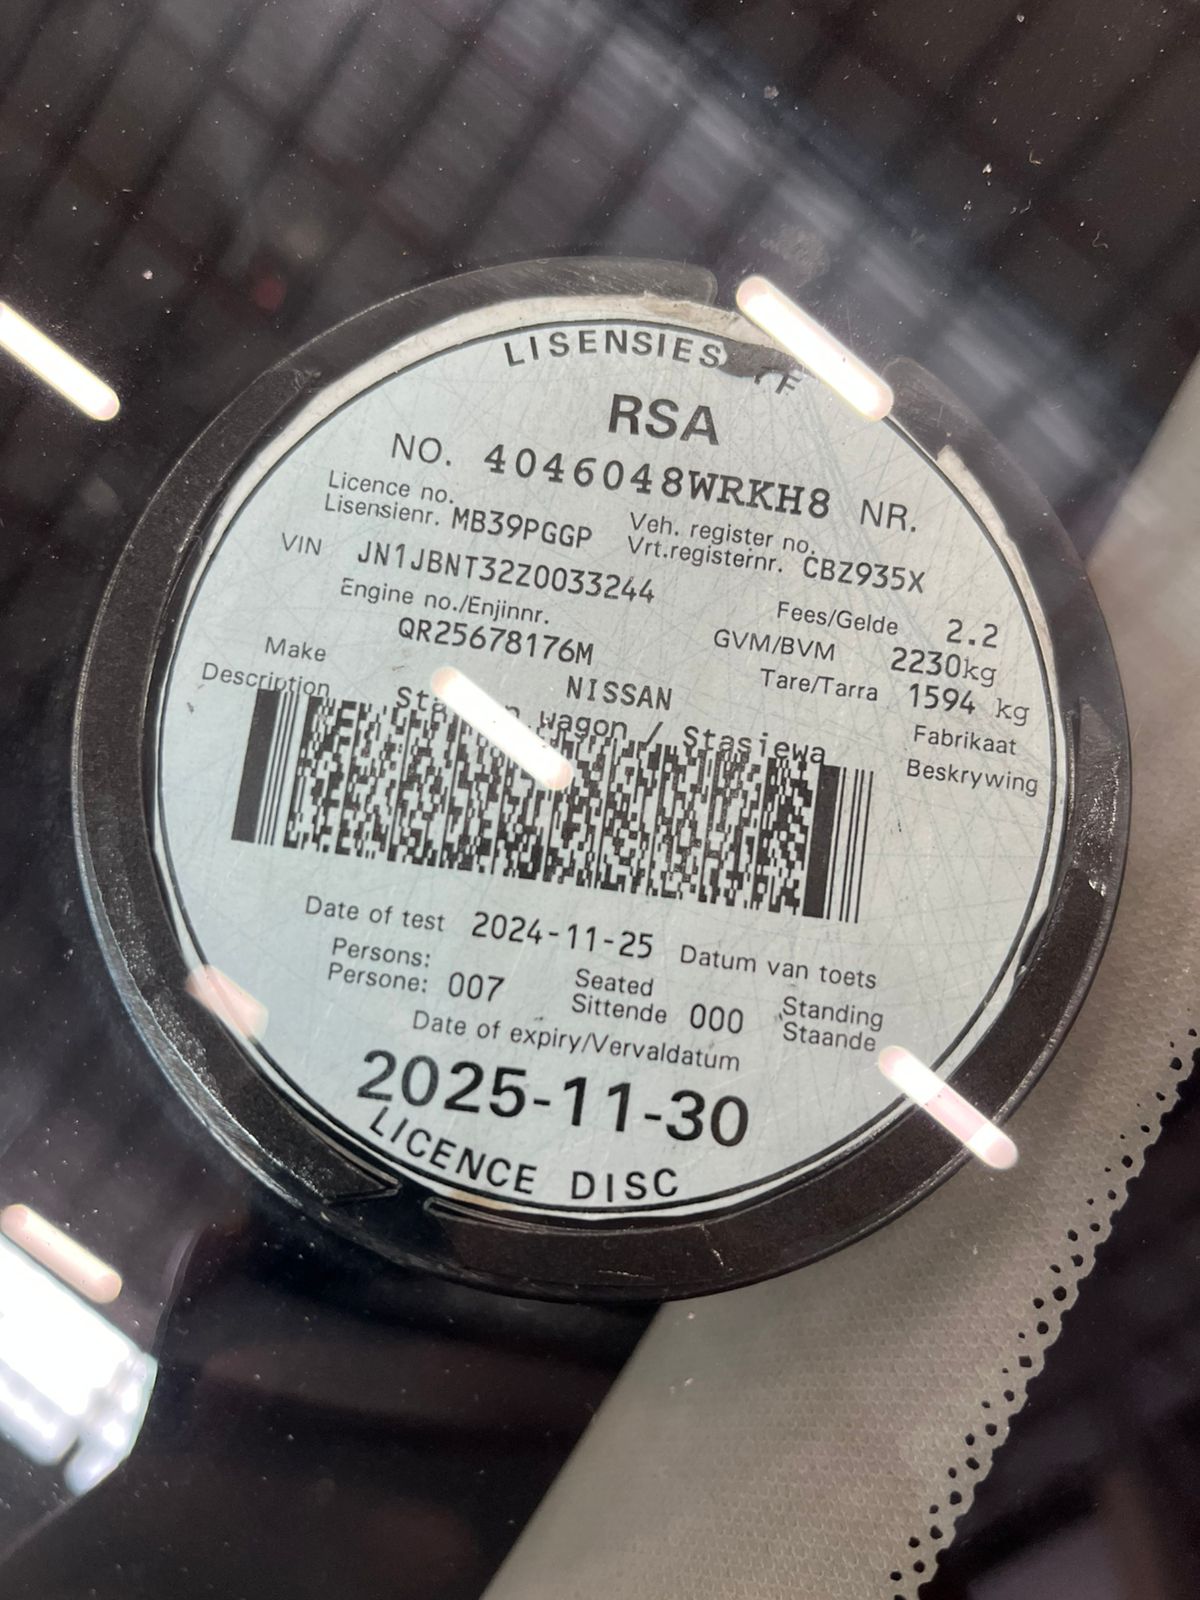 LISENSIES
RSA
NO. 4046048WRKH8 NR.
Licence no.
Lisensienr. MB39PGGP
Veh. register no.
Vrt.registernr. CBZ935X
VIN JN1JBNT32Z0033244
Engine no./Enjinnr.
QR25678176M
Fees/Gelde 2.2
GVM/BVM 2230kg
Tare/Tarra 1594 kg
Make NISSAN Fabrikaat
Description wagon / Stasiewa Beskrywing
Date of test 2024-11-25 Datum van toets
Persons:
Persone: 007
Seated
Sittende 000
Standing
Staande
Date of expiry/Vervaldatum
2025-11-30
LICENCE DISC